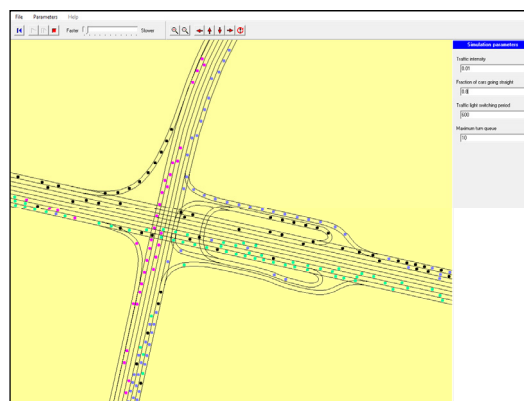 File Parameters Help
Faster Slower
Simulation parameters
Traffic intensity
0.01
Fraction of cars going straight
0.8
Traffic light switching period
600
Maximum turn queue
10